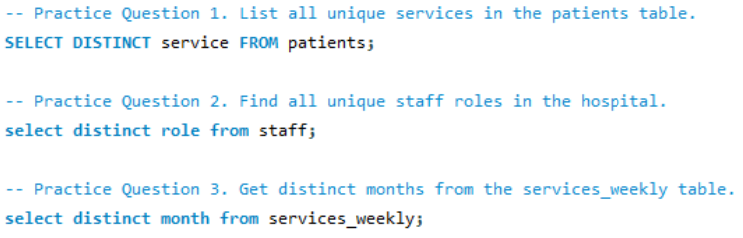 -- Practice Question 1. List all unique services in the patients table.
SELECT DISTINCT service FROM patients;
-- Practice Question 2. Find all unique staff roles in the hospital.
select distinct role from staff;
-- Practice Question 3. Get distinct months from the services_weekly table.
select distinct month from services_weekly;